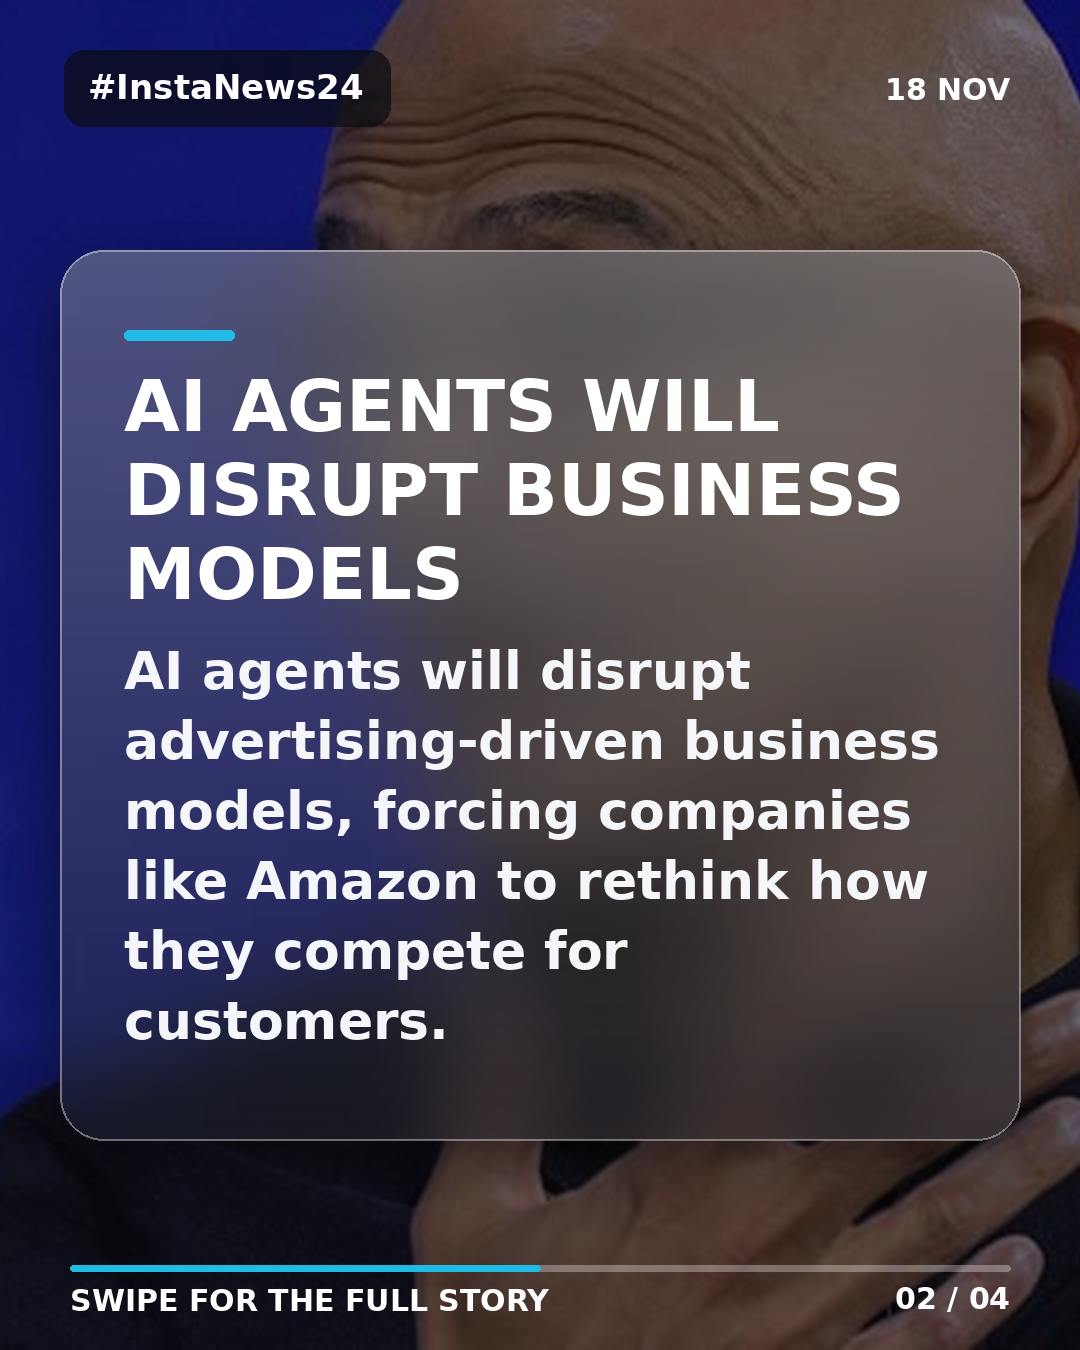 #InstaNews24
18 NOV
AI AGENTS WILL
DISRUPT BUSINESS
MODELS
AI agents will disrupt
advertising-driven business
models, forcing companies
like Amazon to rethink how
they compete for
customers.
SWIPE FOR THE FULL STORY
02 / 04